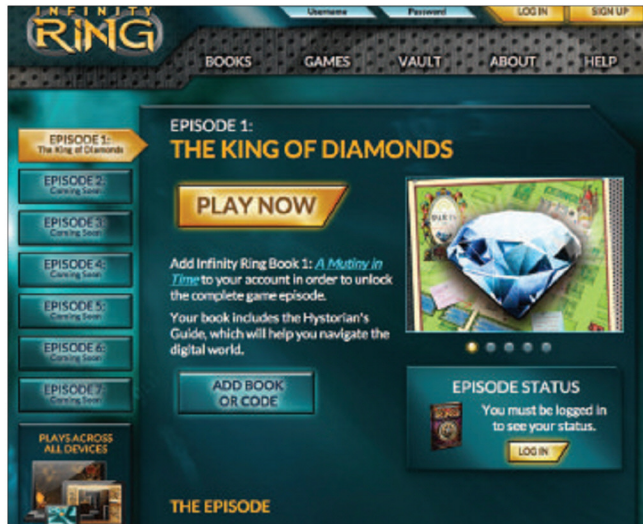 INFINITY
RING
Username
Password
LOG IN
SIGN UP
BOOKS
GAMES
VAULT
ABOUT
HELP
EPISODE 1:
The King of Diamonds
EPISODE 2:
Coming Soon
EPISODE 3:
Coming Soon
EPISODE 4:
Coming Soon
EPISODE 5:
Coming Soon
EPISODE 6:
Coming Soon
EPISODE 7:
Coming Soon
PLAYS ACROSS
ALL DEVICES
EPISODE 1:
THE KING OF DIAMONDS
PLAY NOW
Add Infinity Ring Book 1: A Mutiny in
Time to your account in order to unlock
the complete game episode.
Your book includes the Hystorian's
Guide, which will help you navigate the
digital world.
ADD BOOK
OR CODE
EPISODE STATUS
You must be logged in
to see your status.
LOG IN
THE EPISODE